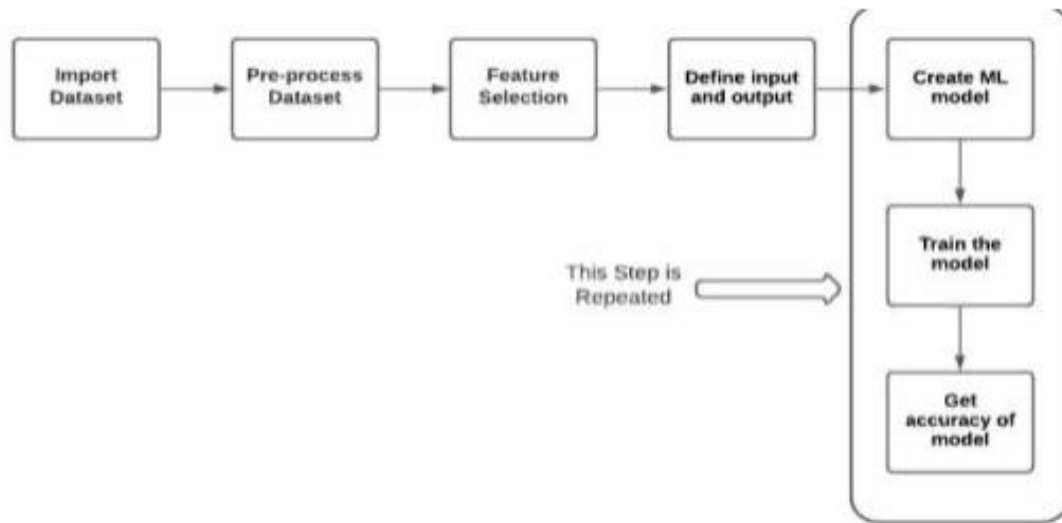 Import
Dataset
Pre-process
Dataset
Feature
Selection
Define input
and output
Create ML
model
Train the
model
This Step is
Repeated
Get
accuracy of
model